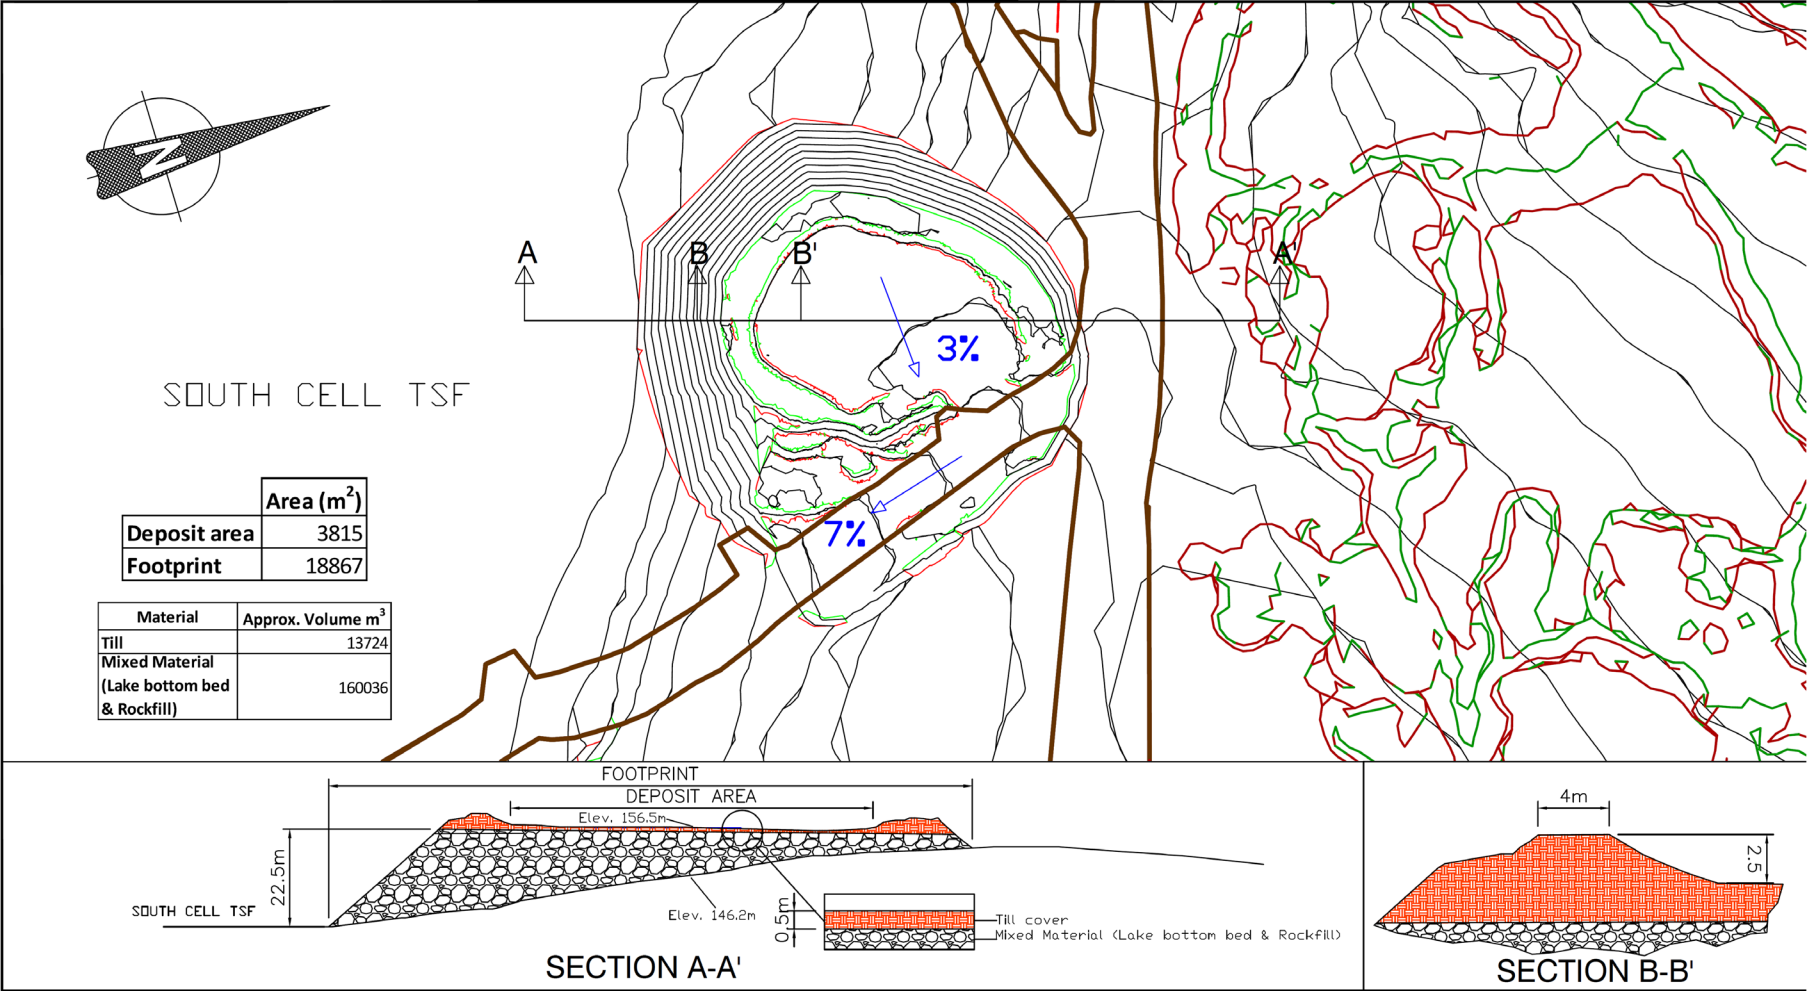 N
A
B
B'
A'
3%
7%
SOUTH CELL TSF
Area (m²)
Deposit area 3815
Footprint 18867
Material Approx. Volume m³
Till 13724
Mixed Material
(Lake bottom bed 160036
& Rockfill)
FOOTPRINT
DEPOSIT AREA
Elev. 156.5m
22.5m
SOUTH CELL TSF
Elev. 146.2m
0.5m
Till cover
Mixed Material (Lake bottom bed & Rockfill)
SECTION A-A'
4m
2.5
SECTION B-B'